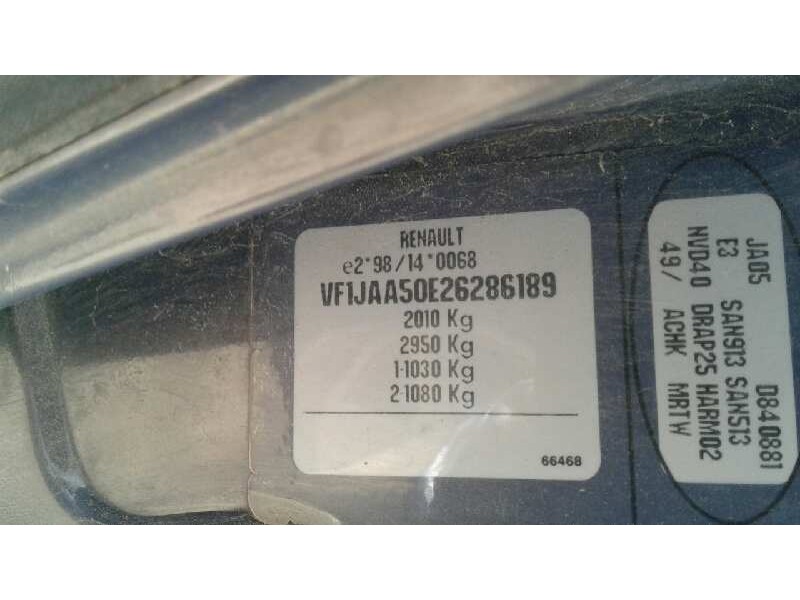 RENAULT
e2*98/14*0068
VF1JAA50E26286189
2010 Kg
2950 Kg
1-1030 Kg
2-1080 Kg
66468
JA05 D840881
E3 SAN913 SAN513
NVD40 DRAP25 HARM02
49/ ACHK MRTW